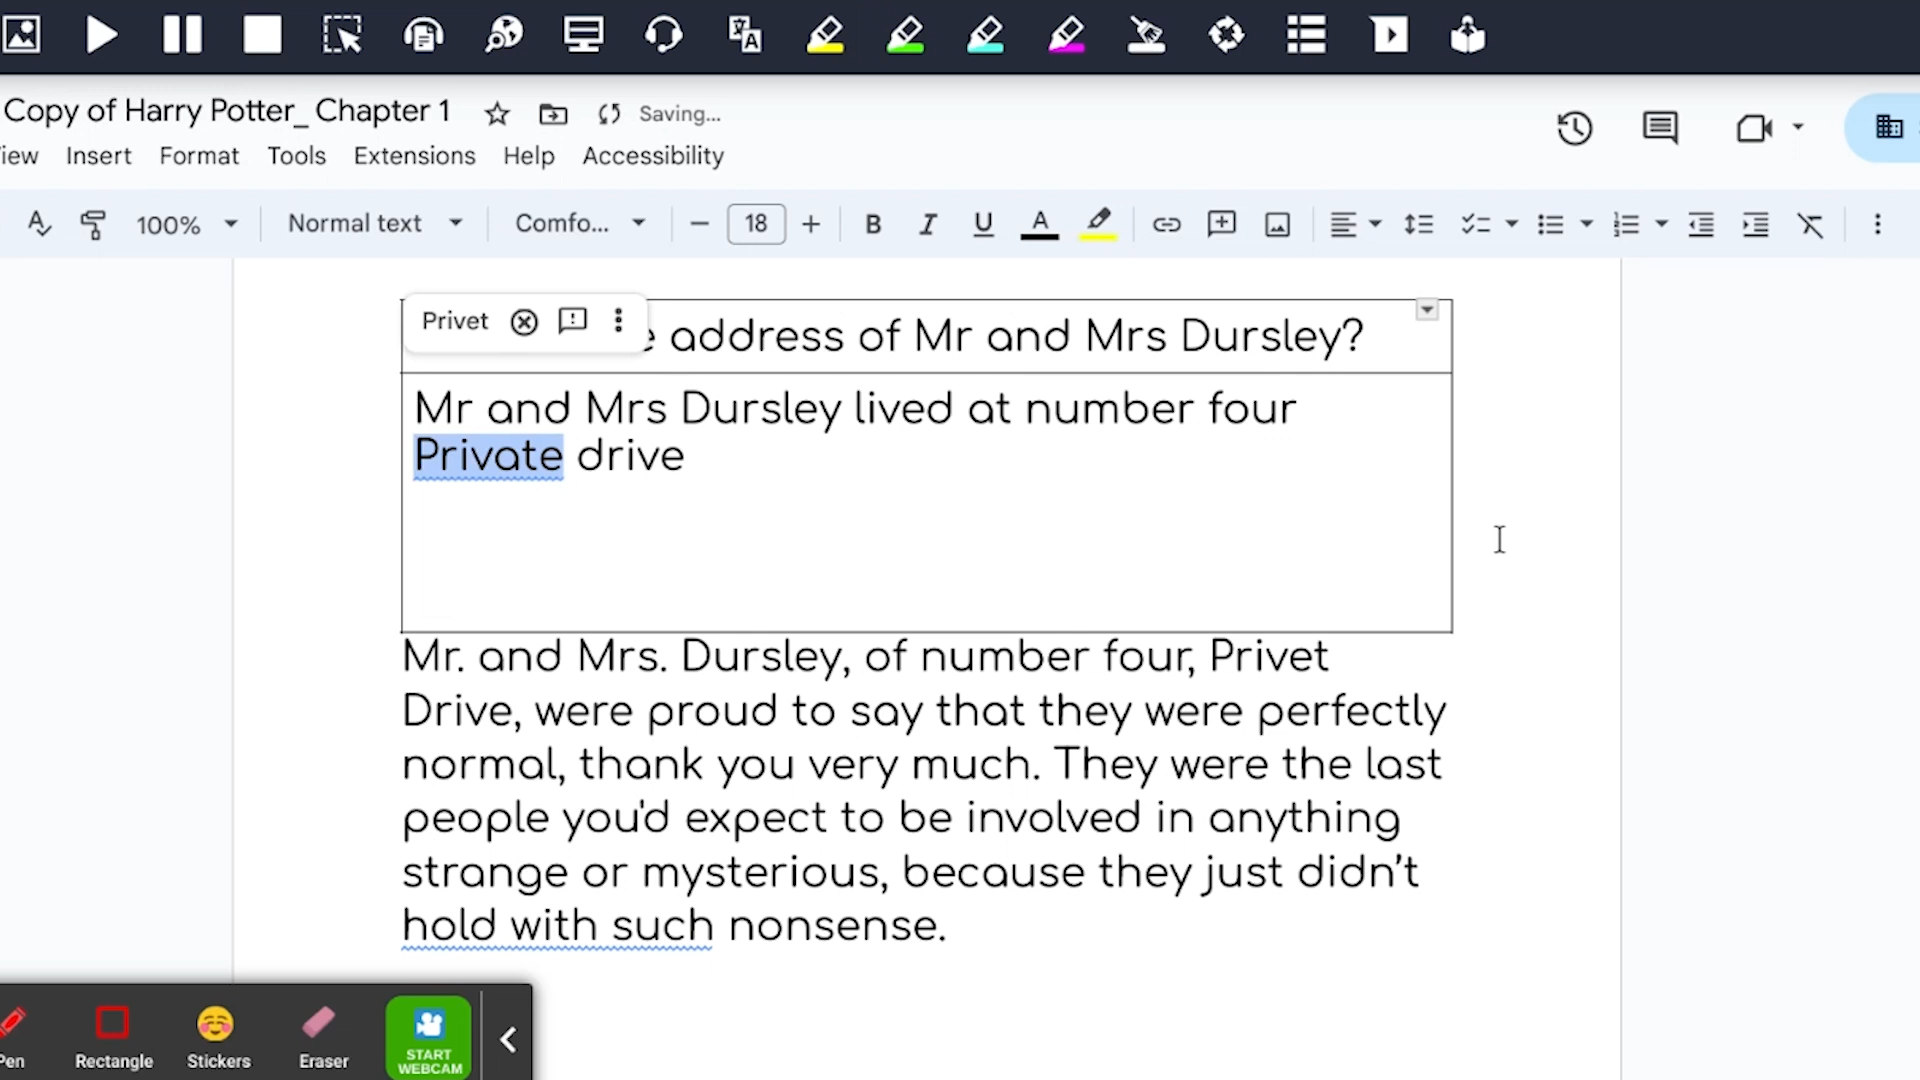 Copy of Harry Potter_ Chapter 1 Saving...
Insert Format Tools Extensions Help Accessibility
100% Normal text Comfo... 18 B I U A
Privet
address of Mr and Mrs Dursley?
Mr and Mrs Dursley lived at number four
Private drive
Mr. and Mrs. Dursley, of number four, Privet
Drive, were proud to say that they were perfectly
normal, thank you very much. They were the last
people you'd expect to be involved in anything
strange or mysterious, because they just didn't
hold with such nonsense.
Pen Rectangle Stickers Eraser START
WEBCAM